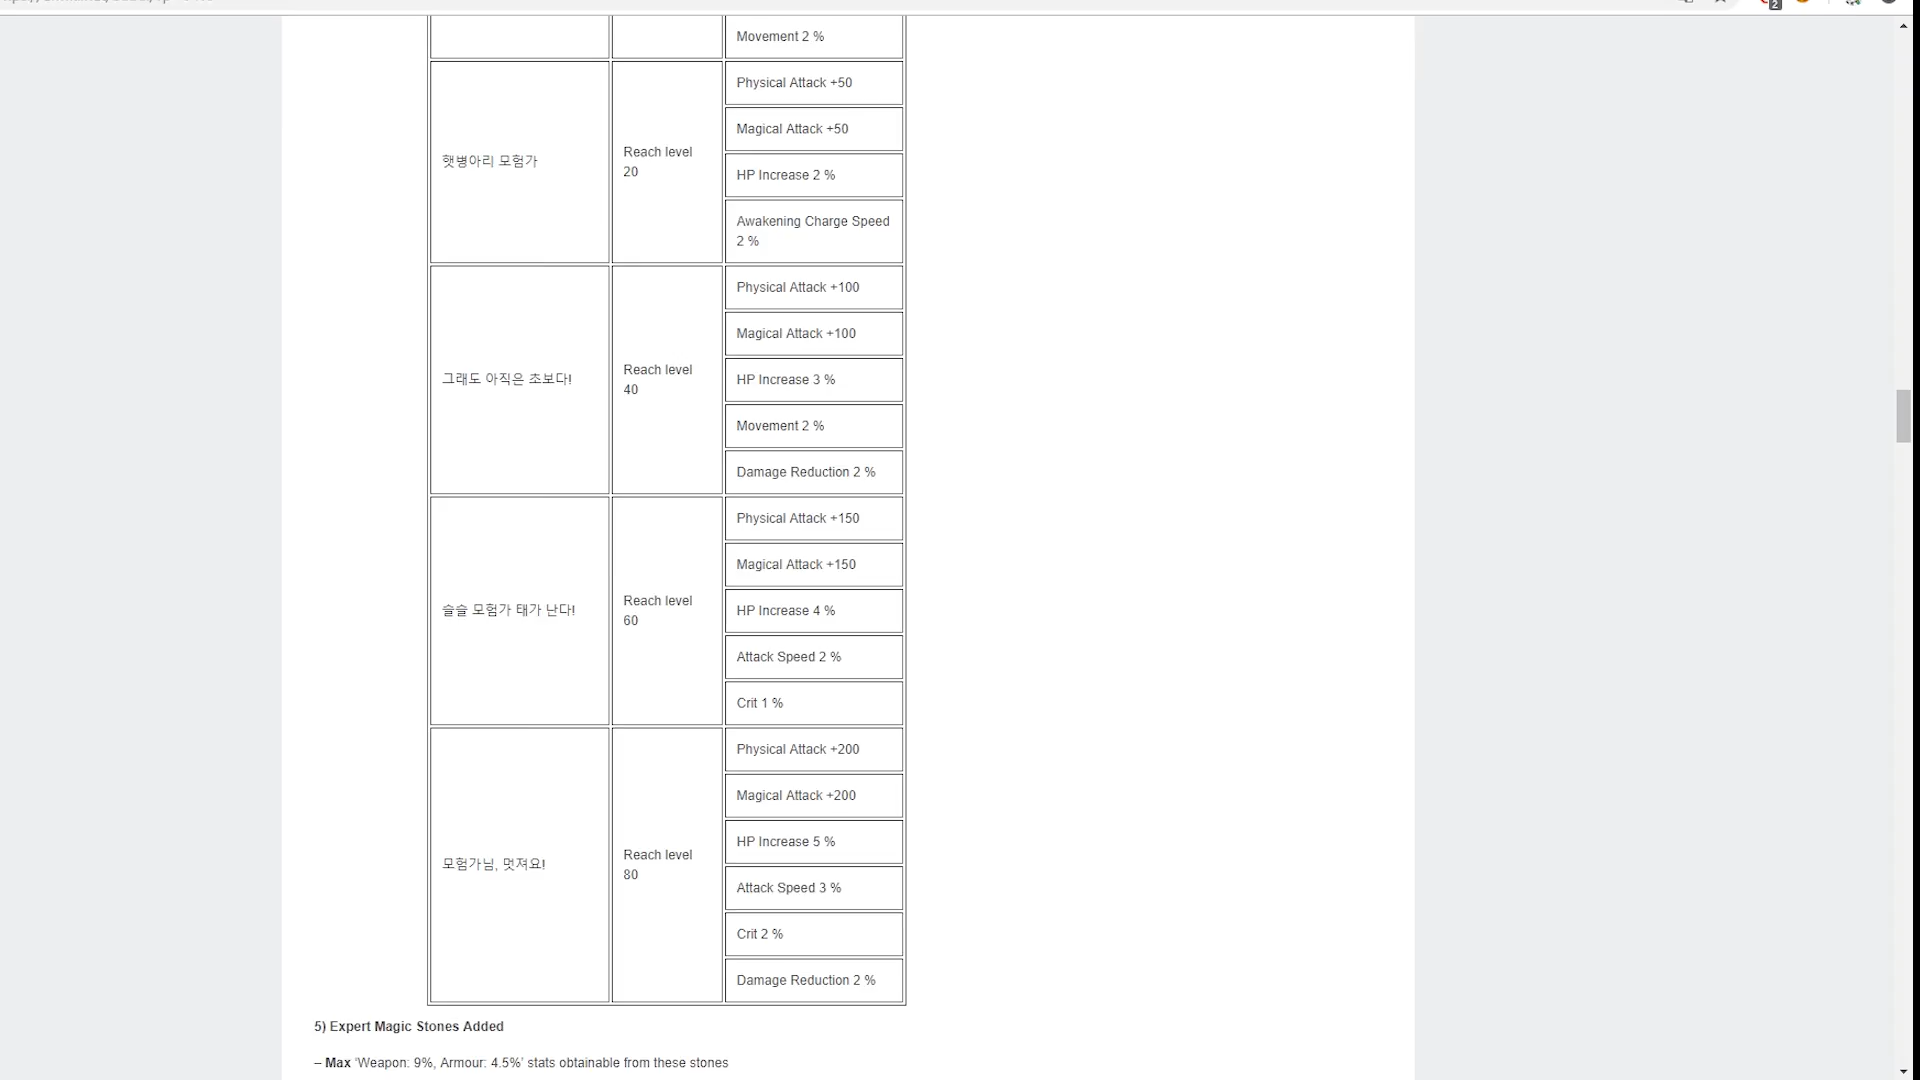 Movement 2 %
햇병아리 모험가
Reach level
20
Physical Attack +50
Magical Attack +50
HP Increase 2 %
Awakening Charge Speed
2 %
그래도 아직은 초보다!
Reach level
40
Physical Attack +100
Magical Attack +100
HP Increase 3 %
Movement 2 %
Damage Reduction 2 %
슬슬 모험가 태가 난다!
Reach level
60
Physical Attack +150
Magical Attack +150
HP Increase 4 %
Attack Speed 2 %
Crit 1 %
모험가님, 멋져요!
Reach level
80
Physical Attack +200
Magical Attack +200
HP Increase 5 %
Attack Speed 3 %
Crit 2 %
Damage Reduction 2 %
5) Expert Magic Stones Added
– Max ‘Weapon: 9%, Armour: 4.5%’ stats obtainable from these stones
2